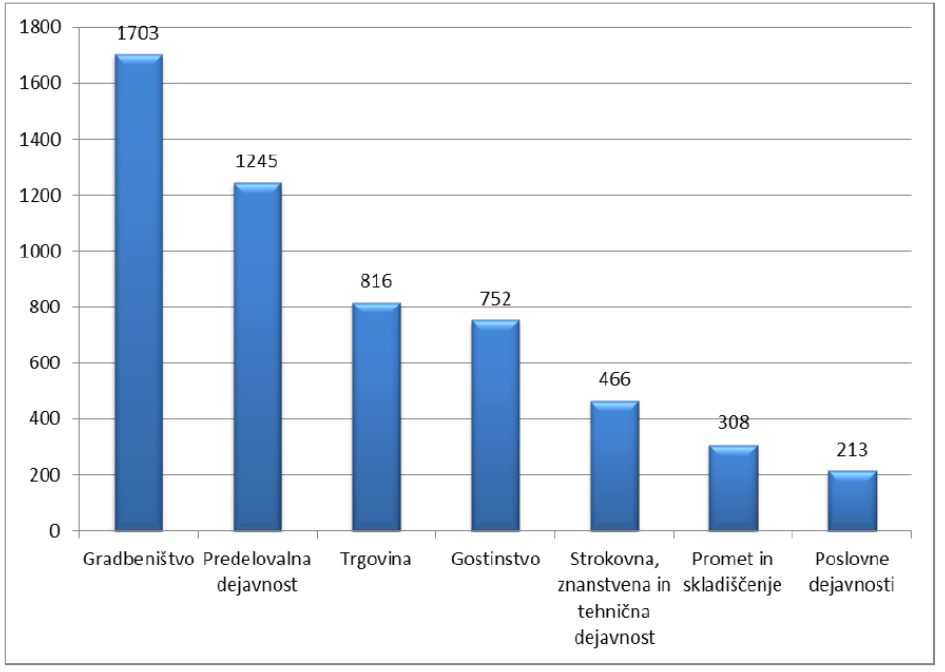 1800
1600
1400
1200
1000
800
600
400
200
0
1703
1245
816
752
466
308
213
Gradbeništvo
Predelovalna
dejavnost
Trgovina
Gostinstvo
Strokovna,
znanstvena in
tehnična
dejavnost
Promet in
skladiščenje
Poslovne
dejavnosti